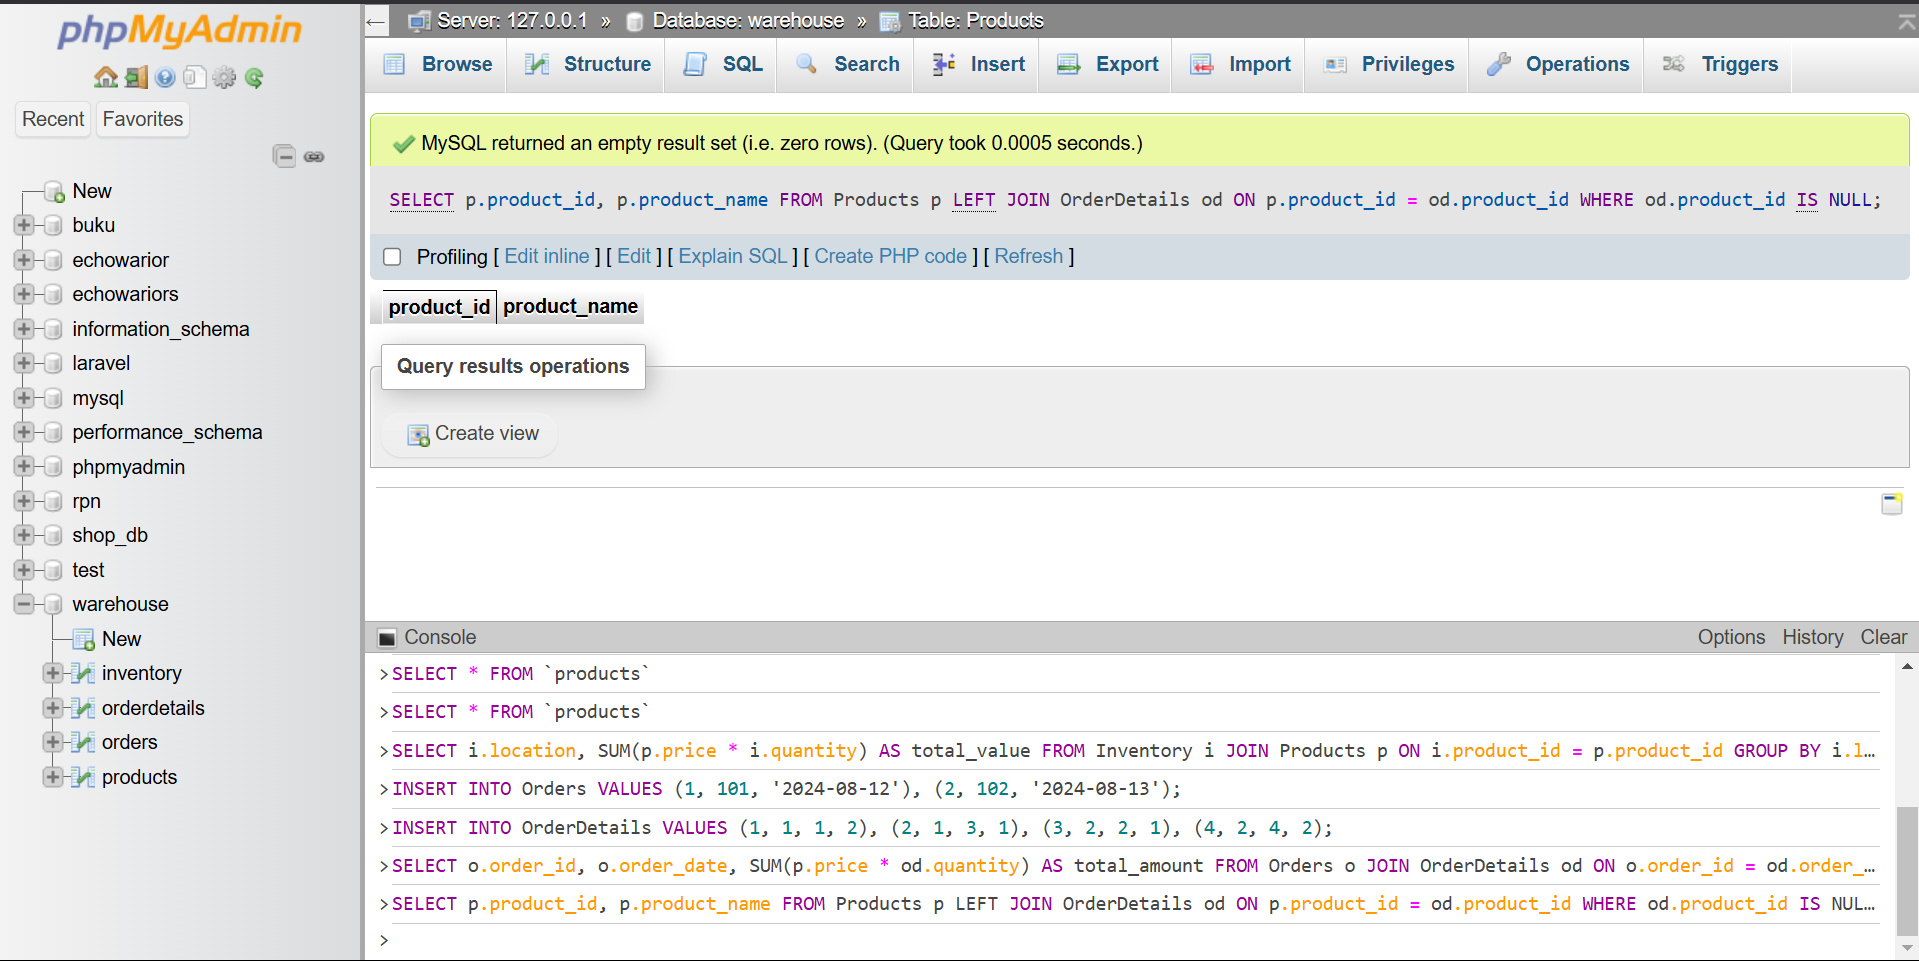 phpMyAdmin
Recent Favorites
New
buku
echowarior
echowariors
information_schema
laravel
mysql
performance_schema
phpmyadmin
rpn
shop_db
test
warehouse
New
inventory
orderdetails
orders
products
Server: 127.0.0.1 » Database: warehouse » Table: Products
Browse Structure SQL Search Insert Export Import Privileges Operations Triggers
MySQL returned an empty result set (i.e. zero rows). (Query took 0.0005 seconds.)
SELECT p.product_id, p.product_name FROM Products p LEFT JOIN OrderDetails od ON p.product_id = od.product_id WHERE od.product_id IS NULL;
Profiling [ Edit inline ] [ Edit ] [ Explain SQL ] [ Create PHP code ] [ Refresh ]
product_id product_name
Query results operations
Create view
Console Options History Clear
>SELECT * FROM `products`
>SELECT * FROM `products`
>SELECT i.location, SUM(p.price * i.quantity) AS total_value FROM Inventory i JOIN Products p ON i.product_id = p.product_id GROUP BY i.l…
>INSERT INTO Orders VALUES (1, 101, '2024-08-12'), (2, 102, '2024-08-13');
>INSERT INTO OrderDetails VALUES (1, 1, 1, 2), (2, 1, 3, 1), (3, 2, 2, 1), (4, 2, 4, 2);
>SELECT o.order_id, o.order_date, SUM(p.price * od.quantity) AS total_amount FROM Orders o JOIN OrderDetails od ON o.order_id = od.order_…
>SELECT p.product_id, p.product_name FROM Products p LEFT JOIN OrderDetails od ON p.product_id = od.product_id WHERE od.product_id IS NUL…
>